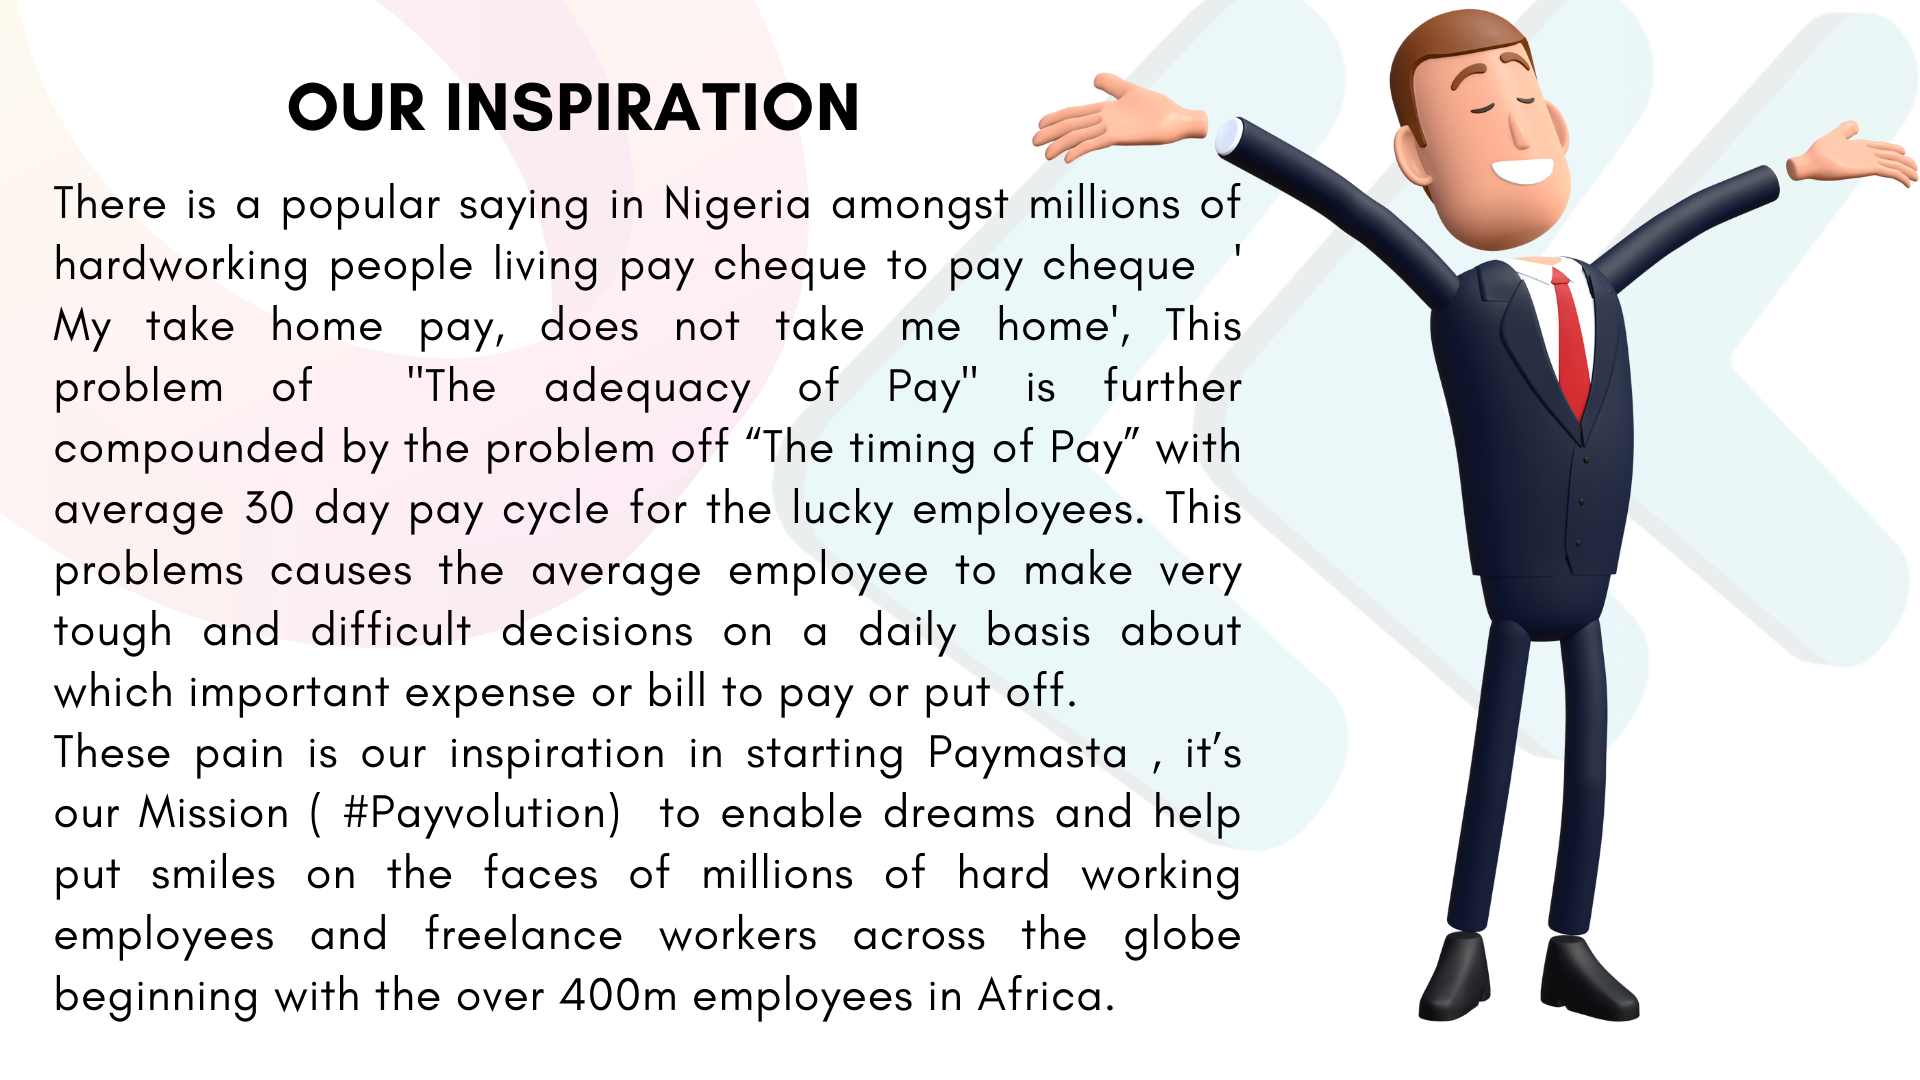 OUR INSPIRATION
There is a popular saying in Nigeria amongst millions of
hardworking people living pay cheque to pay cheque '
My take home pay, does not take me home', This
problem of "The adequacy of Pay" is further
compounded by the problem off “The timing of Pay” with
average 30 day pay cycle for the lucky employees. This
problems causes the average employee to make very
tough and difficult decisions on a daily basis about
which important expense or bill to pay or put off.
These pain is our inspiration in starting Paymasta , it’s
our Mission ( #Payvolution) to enable dreams and help
put smiles on the faces of millions of hard working
employees and freelance workers across the globe
beginning with the over 400m employees in Africa.